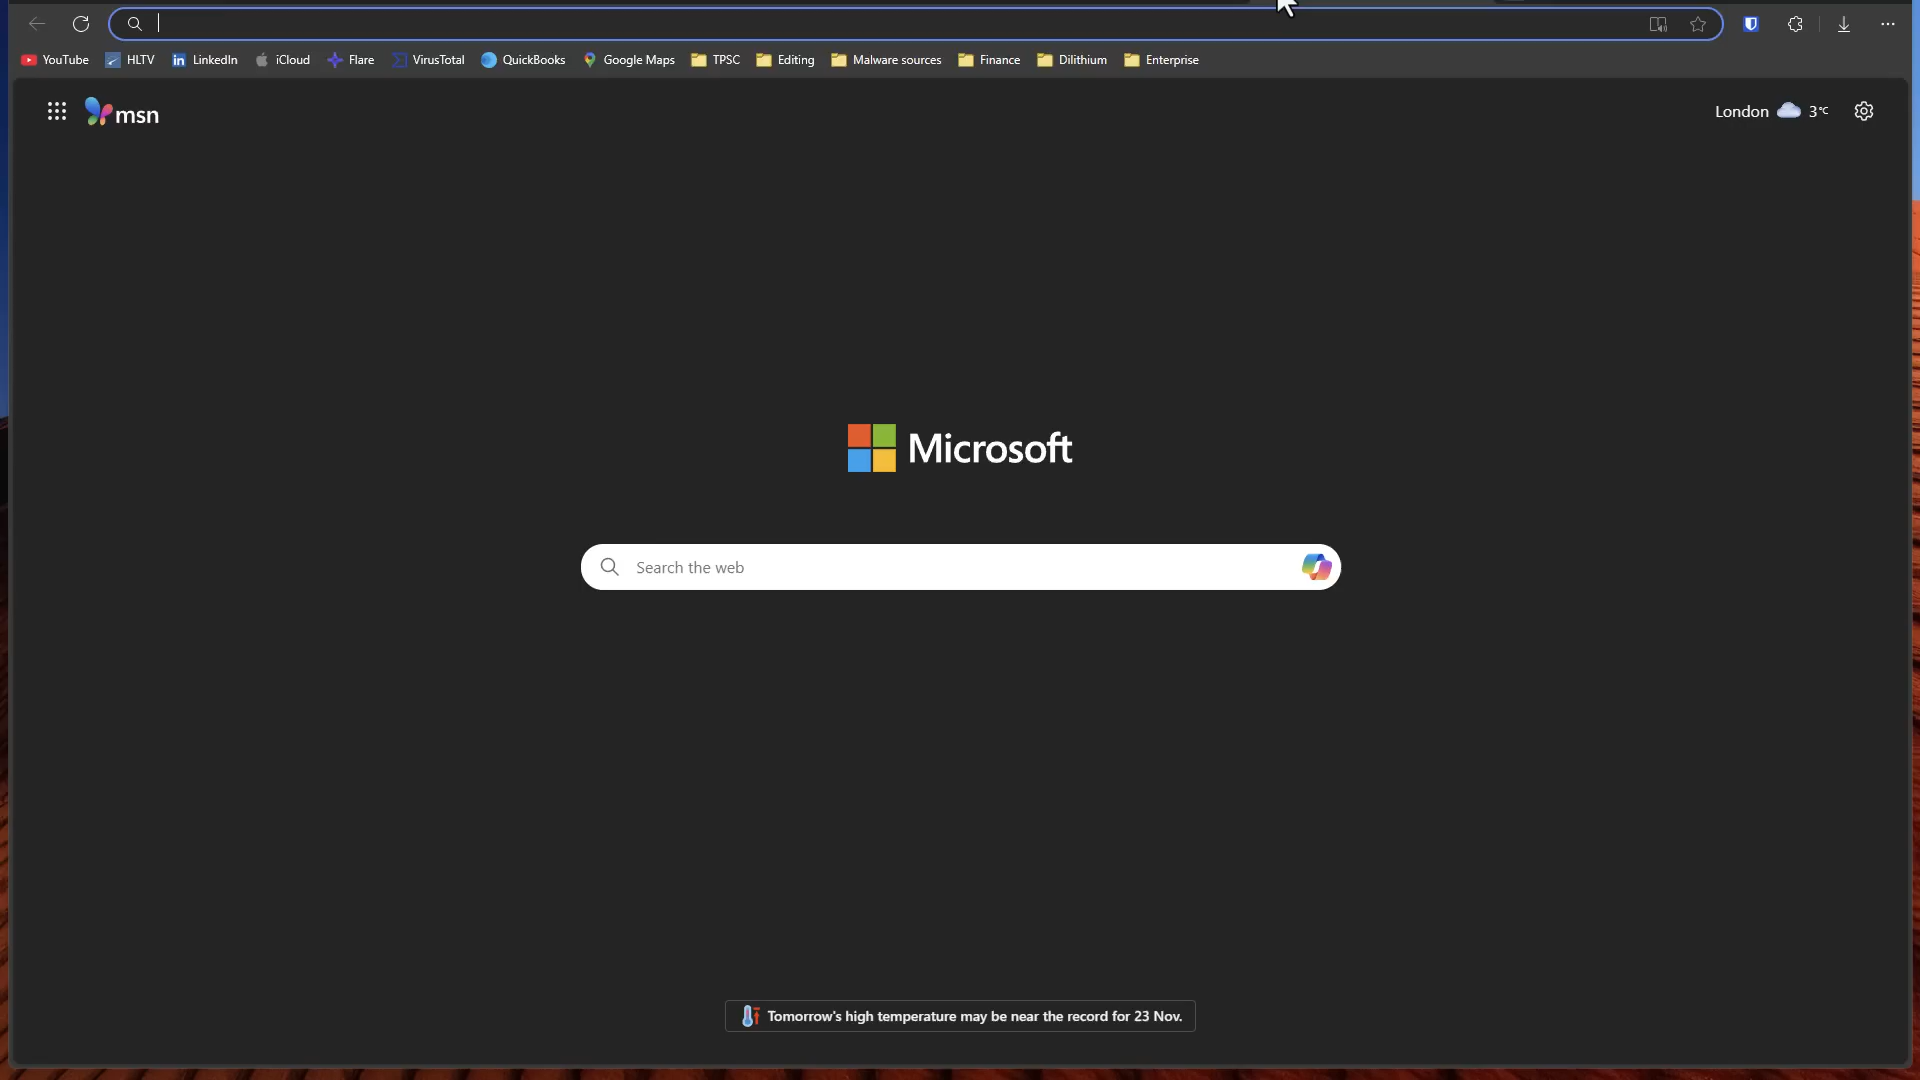 YouTube HLTV LinkedIn iCloud Flare VirusTotal QuickBooks Google Maps TPSC Editing Malware sources Finance Dilithium Enterprise
msn London 3°C
Microsoft
Search the web
Tomorrow's high temperature may be near the record for 23 Nov.